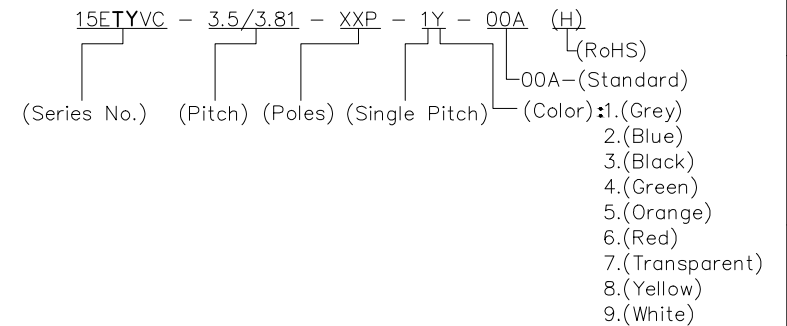 15ETYVC - 3.5/3.81 - XXP - 1Y - 00A (H)
(RoHS)
00A-(Standard)
(Series No.) (Pitch) (Poles) (Single Pitch) (Color):1.(Grey)
2.(Blue)
3.(Black)
4.(Green)
5.(Orange)
6.(Red)
7.(Transparent)
8.(Yellow)
9.(White)